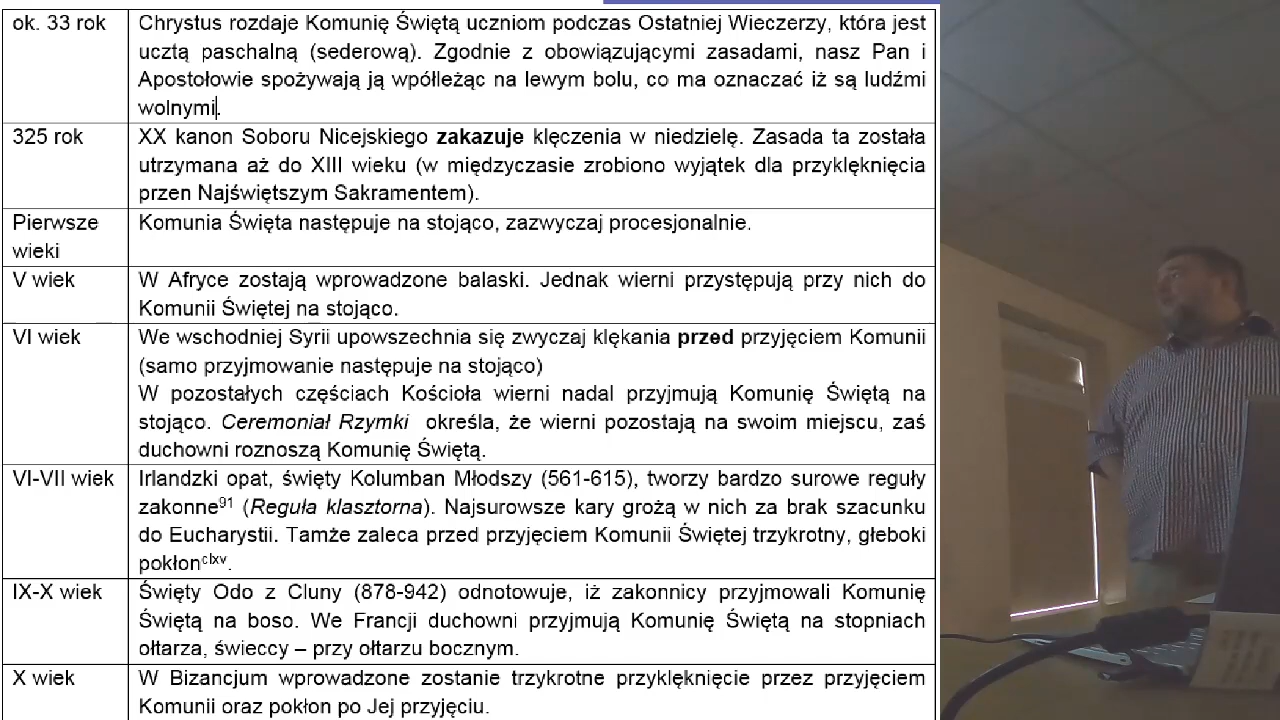 ok. 33 rok
Chrystus rozdaje Komunię Świętą uczniom podczas Ostatniej Wieczerzy, która jest
ucztą paschalną (sederową). Zgodnie z obowiązującymi zasadami, nasz Pan i
Apostołowie spożywają ją wpółleżąc na lewym bolu, co ma oznaczać iż są ludźmi
wolnymi.
325 rok
XX kanon Soboru Nicejskiego zakazuje klęczenia w niedzielę. Zasada ta została
utrzymana aż do XIII wieku (w międzyczasie zrobiono wyjątek dla przyklęknięcia
przen Najświętszym Sakramentem).
Pierwsze
wieki
Komunia Święta następuje na stojąco, zazwyczaj procesjonalnie.
V wiek
W Afryce zostają wprowadzone balaski. Jednak wierni przystępują przy nich do
Komunii Świętej na stojąco.
VI wiek
We wschodniej Syrii upowszechnia się zwyczaj klękania przed przyjęciem Komunii
(samo przyjmowanie następuje na stojąco)
W pozostałych częściach Kościoła wierni nadal przyjmują Komunię Świętą na
stojąco. Ceremoniał Rzymki określa, że wierni pozostają na swoim miejscu, zaś
duchowni roznoszą Komunię Świętą.
VI-VII wiek
Irlandzki opat, święty Kolumban Młodszy (561-615), tworzy bardzo surowe reguły
zakonne91 (Reguła klasztorna). Najsurowsze kary grożą w nich za brak szacunku
do Eucharystii. Tamże zaleca przed przyjęciem Komunii Świętej trzykrotny, głeboki
pokłonclxv.
IX-X wiek
Święty Odo z Cluny (878-942) odnotowuje, iż zakonnicy przyjmowali Komunię
Świętą na boso. We Francji duchowni przyjmują Komunię Świętą na stopniach
ołtarza, świeccy – przy ołtarzu bocznym.
X wiek
W Bizancjum wprowadzone zostanie trzykrotne przyklęknięcie przez przyjęciem
Komunii oraz pokłon po Jej przyjęciu.